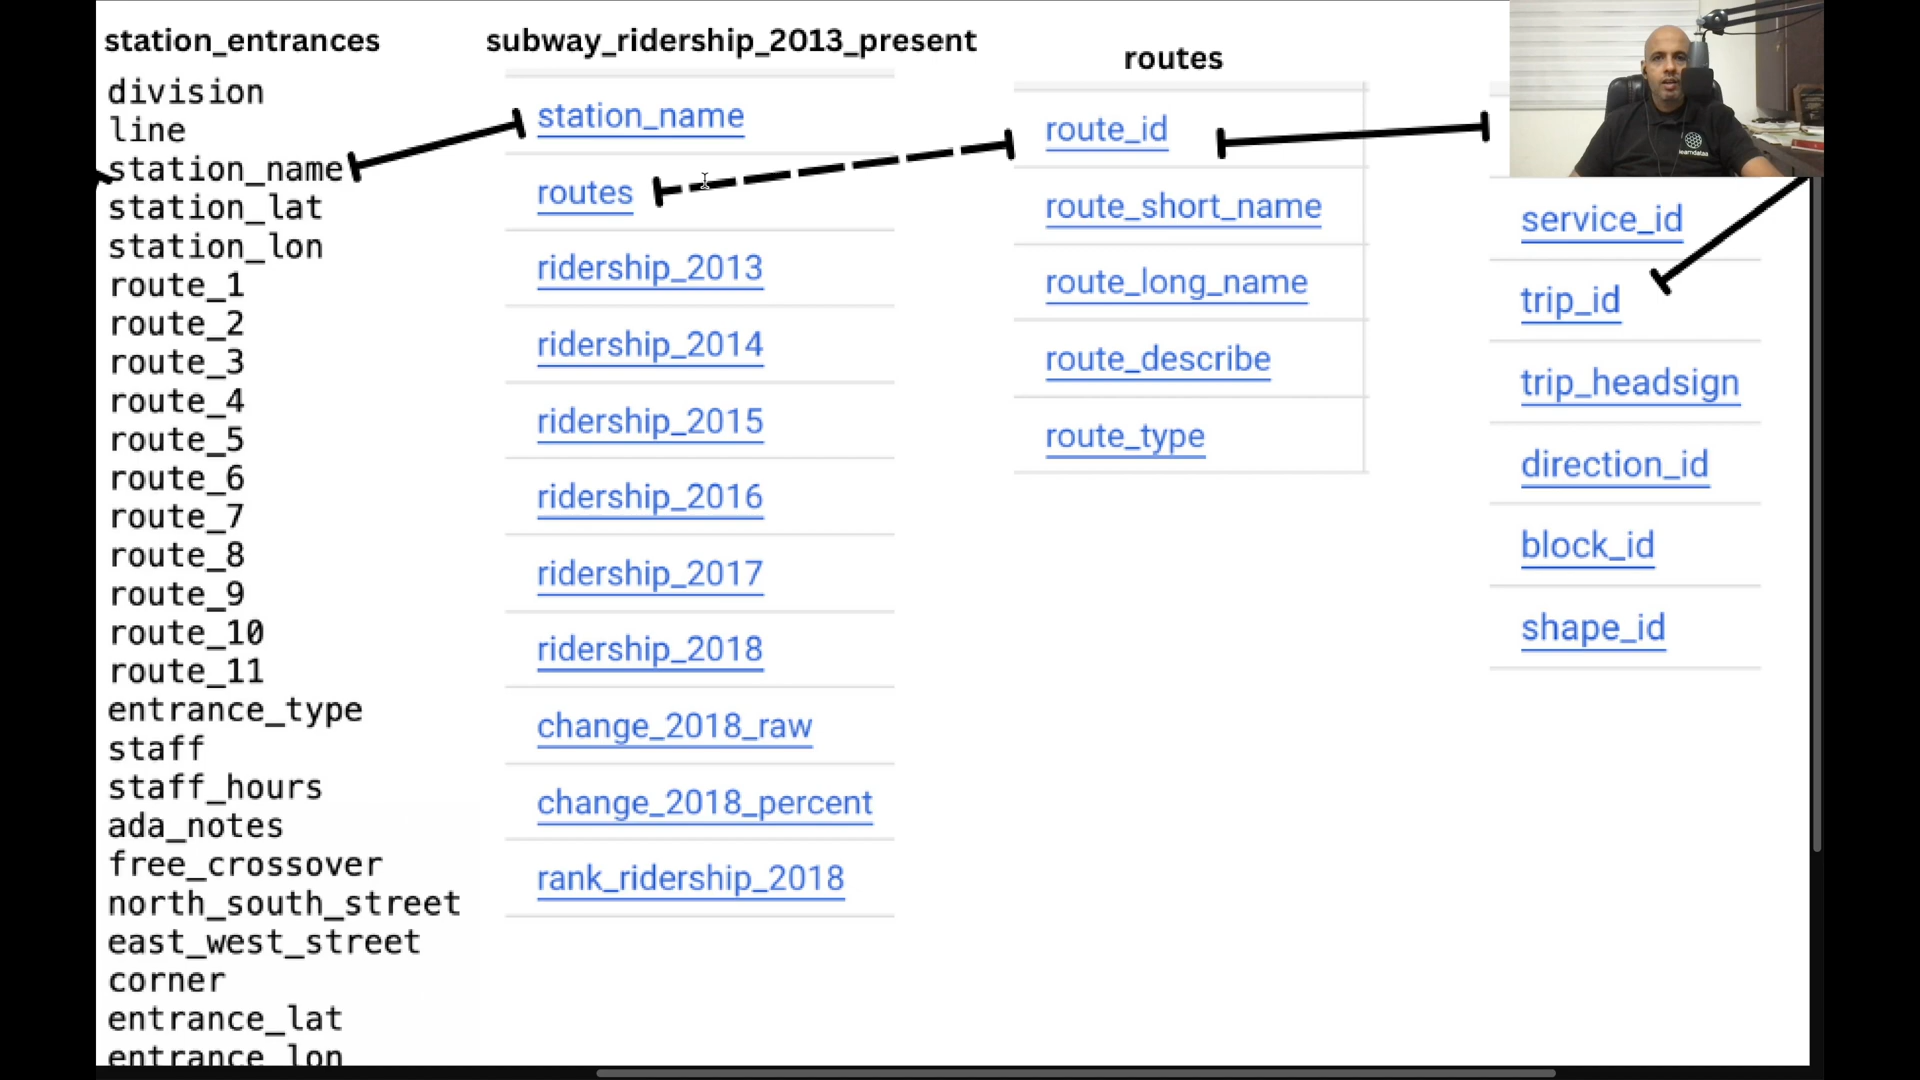 station_entrances
division
line
station_name
station_lat
station_lon
route_1
route_2
route_3
route_4
route_5
route_6
route_7
route_8
route_9
route_10
route_11
entrance_type
staff
staff_hours
ada_notes
free_crossover
north_south_street
east_west_street
corner
entrance_lat
entrance_lon
subway_ridership_2013_present
station_name
routes
ridership_2013
ridership_2014
ridership_2015
ridership_2016
ridership_2017
ridership_2018
change_2018_raw
change_2018_percent
rank_ridership_2018
routes
route_id
route_short_name
route_long_name
route_describe
route_type
service_id
trip_id
trip_headsign
direction_id
block_id
shape_id